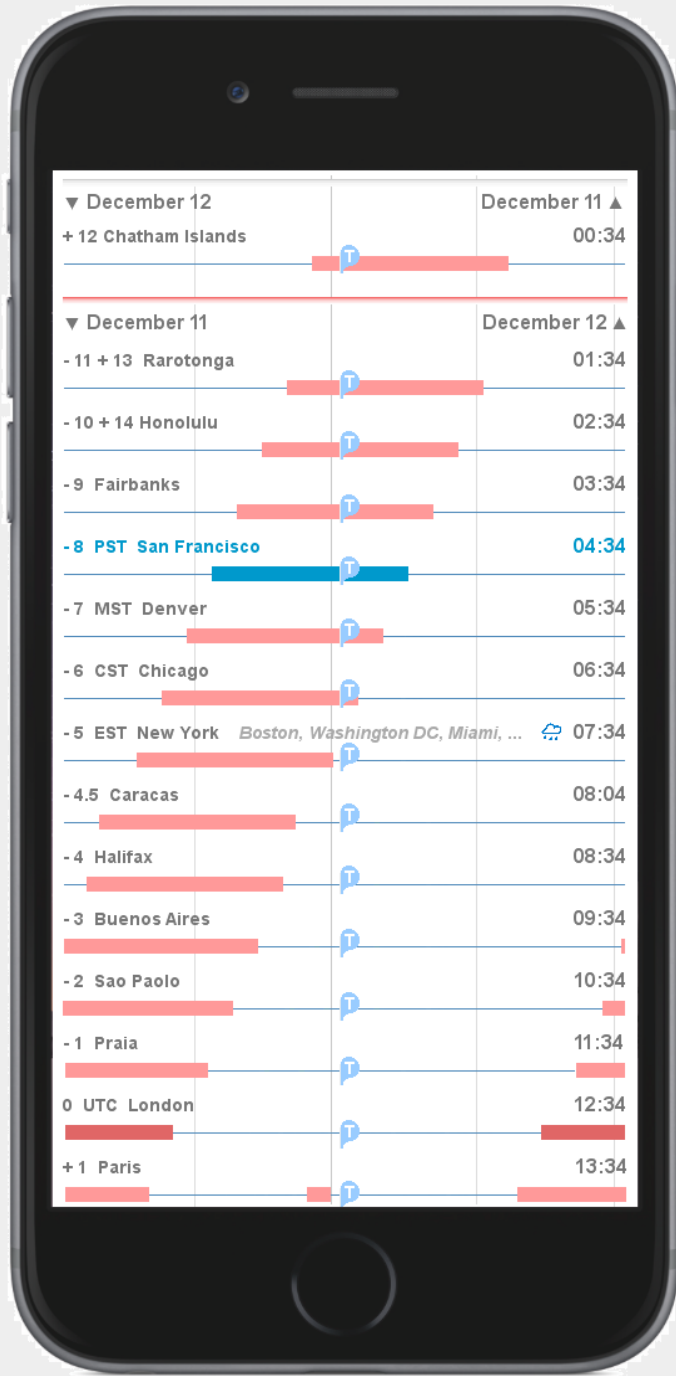 ▼ December 12 December 11 ▲
+ 12 Chatham Islands 00:34
T
▼ December 11 December 12 ▲
- 11 + 13 Rarotonga 01:34
T
- 10 + 14 Honolulu 02:34
T
- 9 Fairbanks 03:34
T
- 8 PST San Francisco 04:34
T
- 7 MST Denver 05:34
T
- 6 CST Chicago 06:34
T
- 5 EST New York Boston, Washington DC, Miami, ... 07:34
T
- 4.5 Caracas 08:04
T
- 4 Halifax 08:34
T
- 3 Buenos Aires 09:34
T
- 2 Sao Paolo 10:34
T
- 1 Praia 11:34
T
0 UTC London 12:34
T
+ 1 Paris 13:34
T